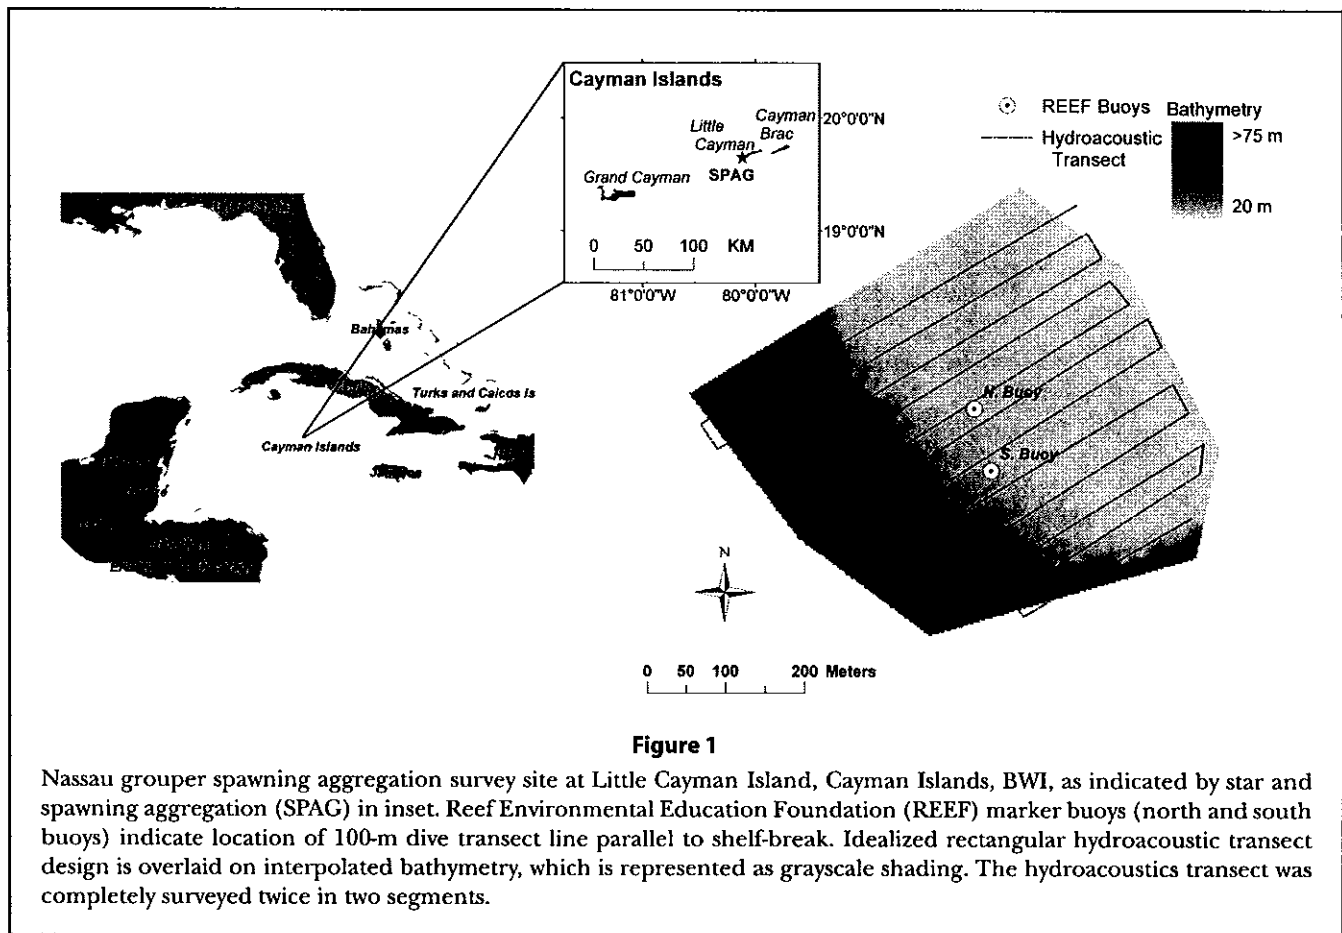 Cayman Islands
Little
Cayman
Cayman
Brac
SPAG
Grand Cayman
0 50 100 KM
20°0'0"N
19°0'0"N
81°0'0"W 80°0'0"W
REEF Buoys
Hydroacoustic
Transect
Bathymetry
>75 m
20 m
Bahamas
Turks and Caicos Is
Cayman Islands
N. Buoy
S. Buoy
N
0 50 100 200 Meters
Figure 1
Nassau grouper spawning aggregation survey site at Little Cayman Island, Cayman Islands, BWI, as indicated by star and
spawning aggregation (SPAG) in inset. Reef Environmental Education Foundation (REEF) marker buoys (north and south
buoys) indicate location of 100-m dive transect line parallel to shelf-break. Idealized rectangular hydroacoustic transect
design is overlaid on interpolated bathymetry, which is represented as grayscale shading. The hydroacoustics transect was
completely surveyed twice in two segments.